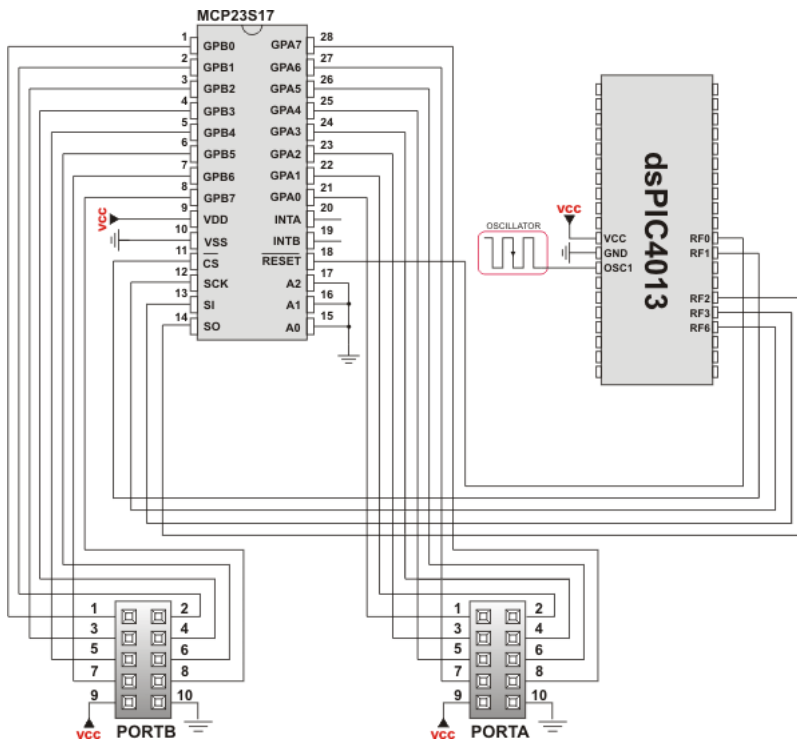 MCP23S17
1 GPB0 GPA7 28
2 GPB1 GPA6 27
3 GPB2 GPA5 26
4 GPB3 GPA4 25
5 GPB4 GPA3 24
6 GPB5 GPA2 23
7 GPB6 GPA1 22
8 GPB7 GPA0 21
vcc 9 VDD INTA 20
10 VSS INTB 19
11 CS RESET 18
12 SCK A2 17
13 SI A1 16
14 SO A0 15
dsPIC4013
OSCILLATOR
vcc
VCC RF0
GND RF1
OSC1
RF2
RF3
RF6
1 2
3 4
5 6
7 8
9 10
vcc PORTB
1 2
3 4
5 6
7 8
9 10
vcc PORTA